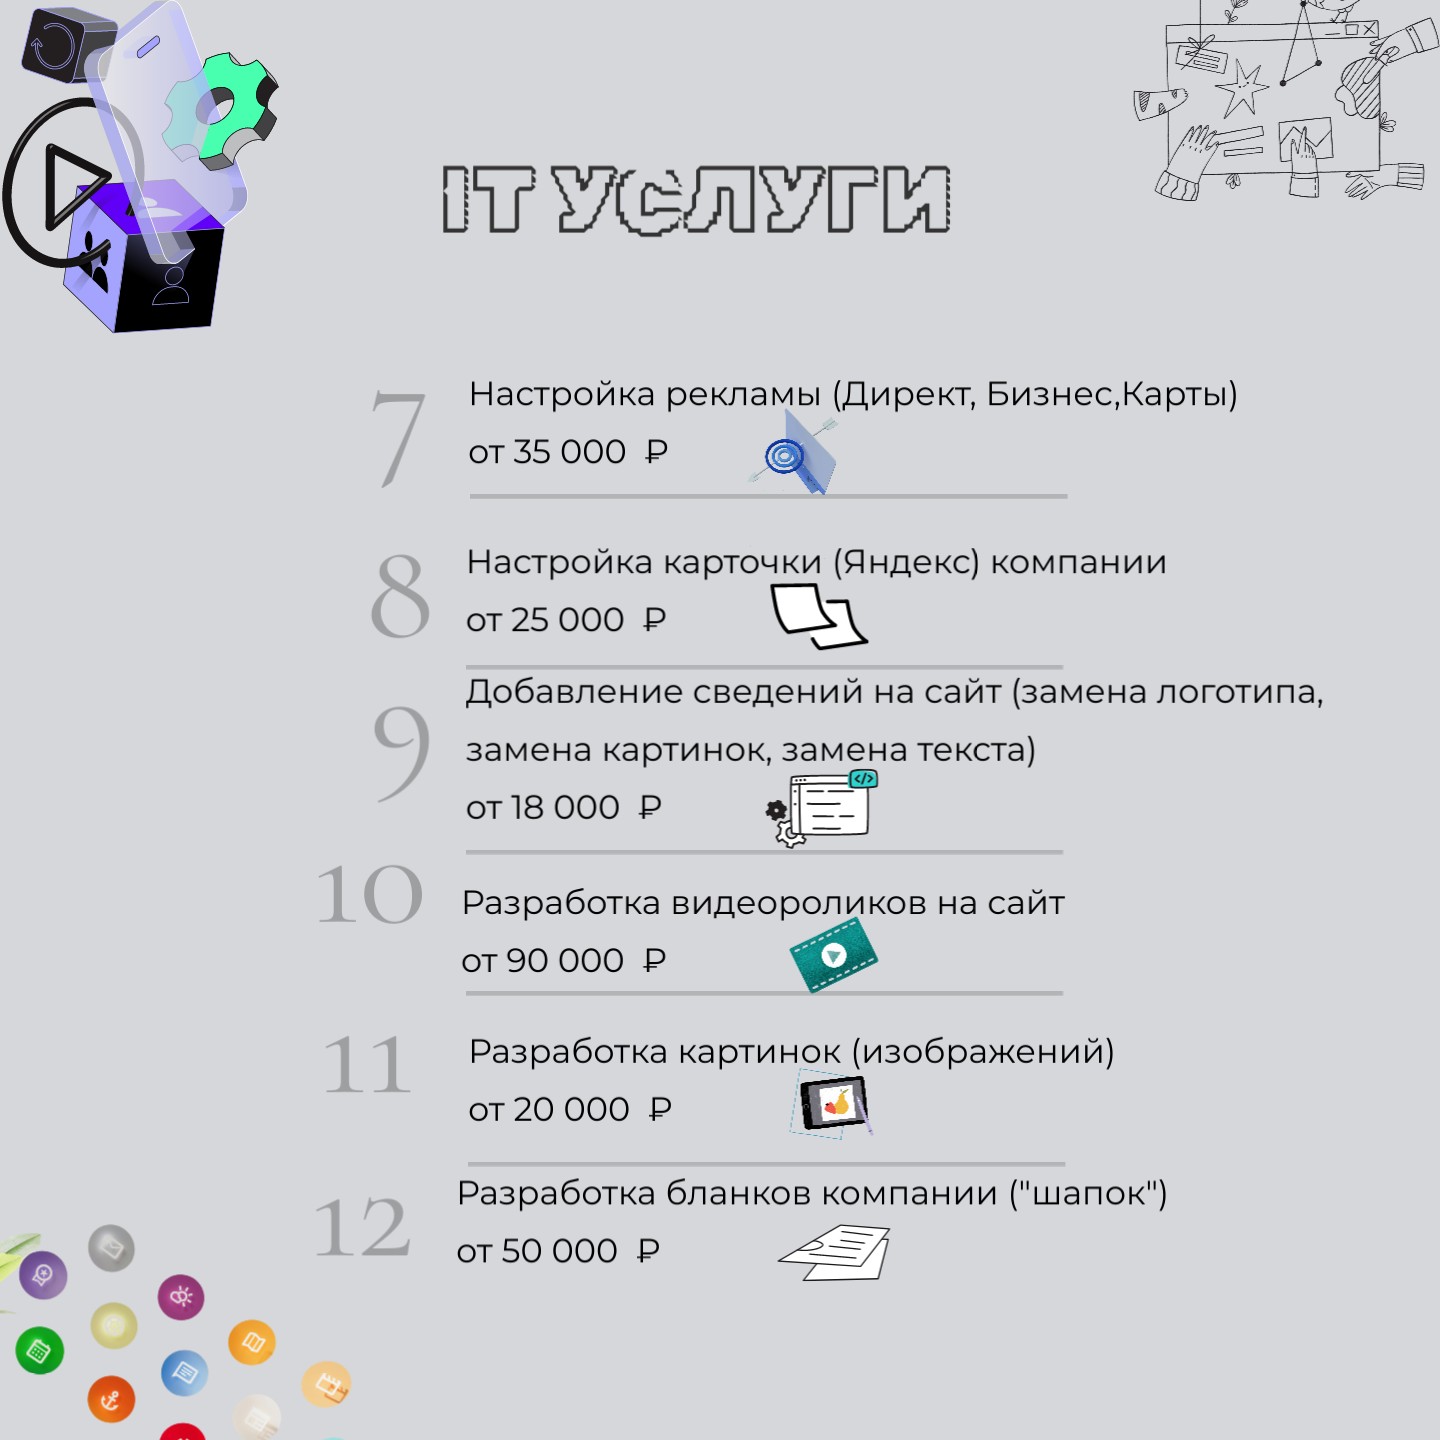 IT УСЛУГИ
7
Настройка рекламы (Директ, Бизнес,Карты)
от 35 000 ₽
8
Настройка карточки (Яндекс) компании
от 25 000 ₽
9
Добавление сведений на сайт (замена логотипа,
замена картинок, замена текста)
от 18 000 ₽
10
Разработка видеороликов на сайт
от 90 000 ₽
11
Разработка картинок (изображений)
от 20 000 ₽
12
Разработка бланков компании ("шапок")
от 50 000 ₽